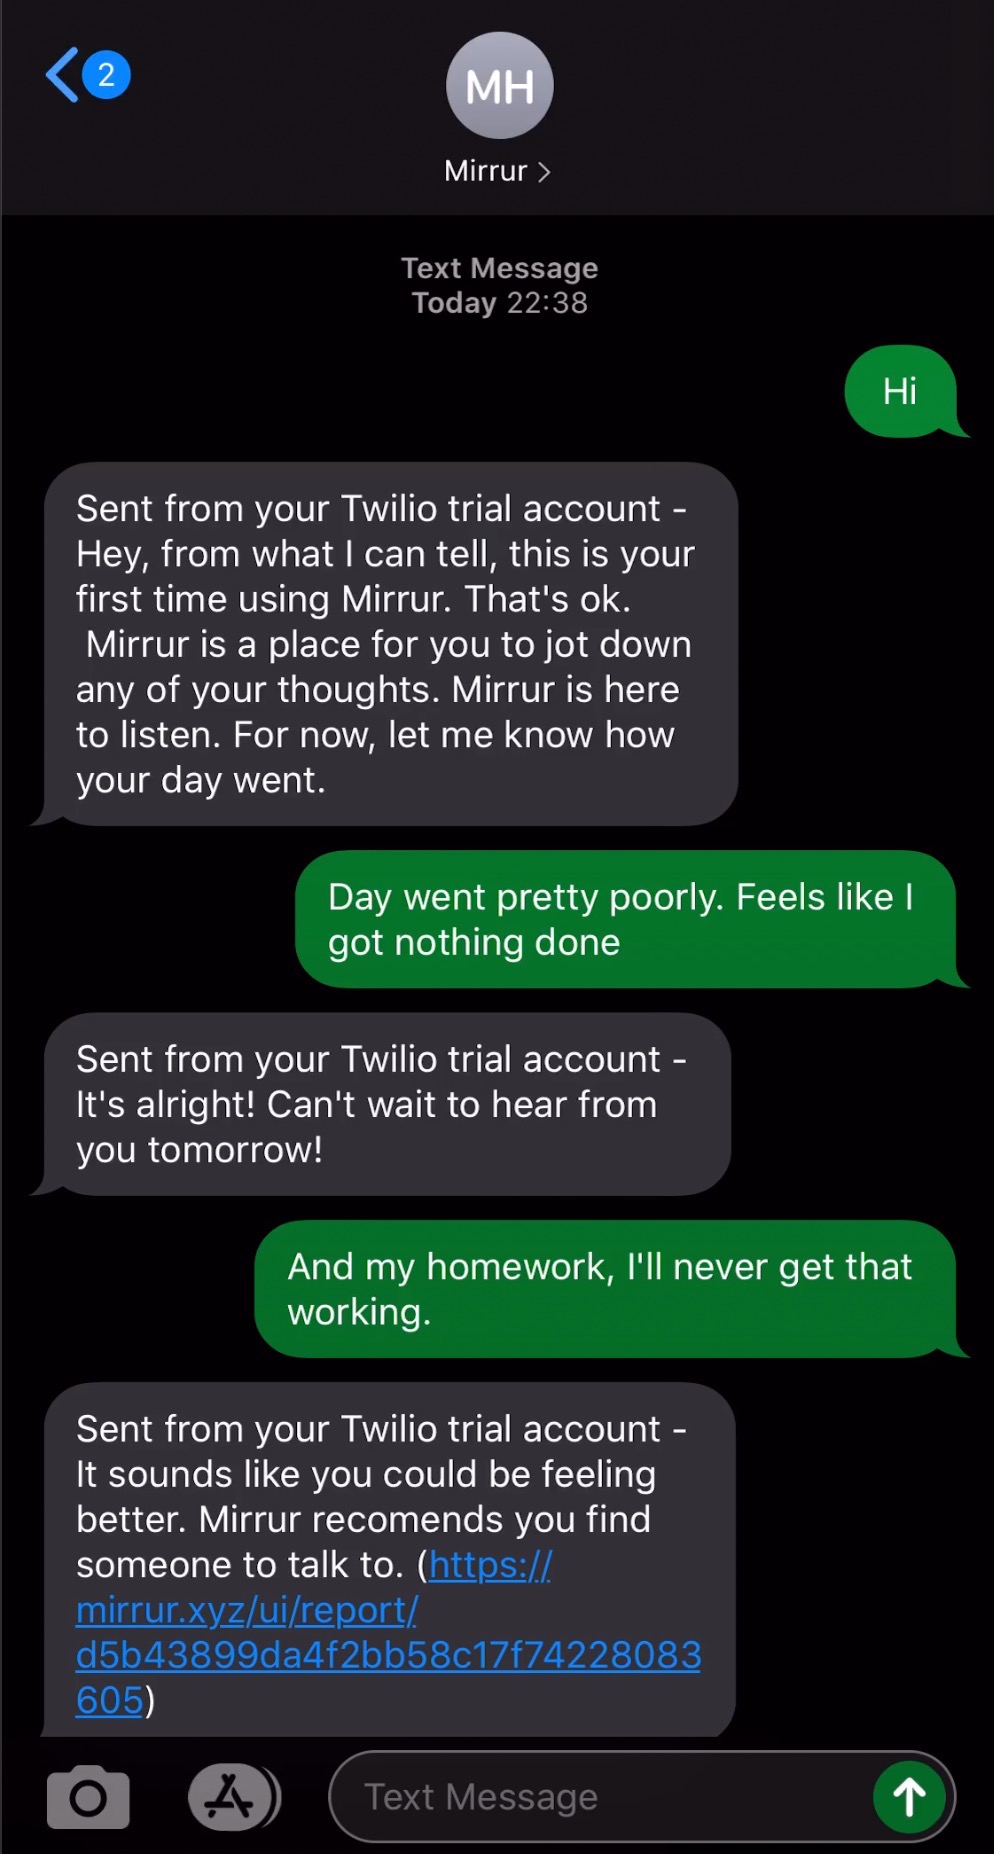 2
MH
Mirrur >
Text Message
Today 22:38
Hi
Sent from your Twilio trial account -
Hey, from what I can tell, this is your
first time using Mirrur. That's ok.
Mirrur is a place for you to jot down
any of your thoughts. Mirrur is here
to listen. For now, let me know how
your day went.
Day went pretty poorly. Feels like I
got nothing done
Sent from your Twilio trial account -
It's alright! Can't wait to hear from
you tomorrow!
And my homework, I'll never get that
working.
Sent from your Twilio trial account -
It sounds like you could be feeling
better. Mirrur recomends you find
someone to talk to. (https://
mirrur.xyz/ui/report/
d5b43899da4f2bb58c17f74228083
605)
Text Message